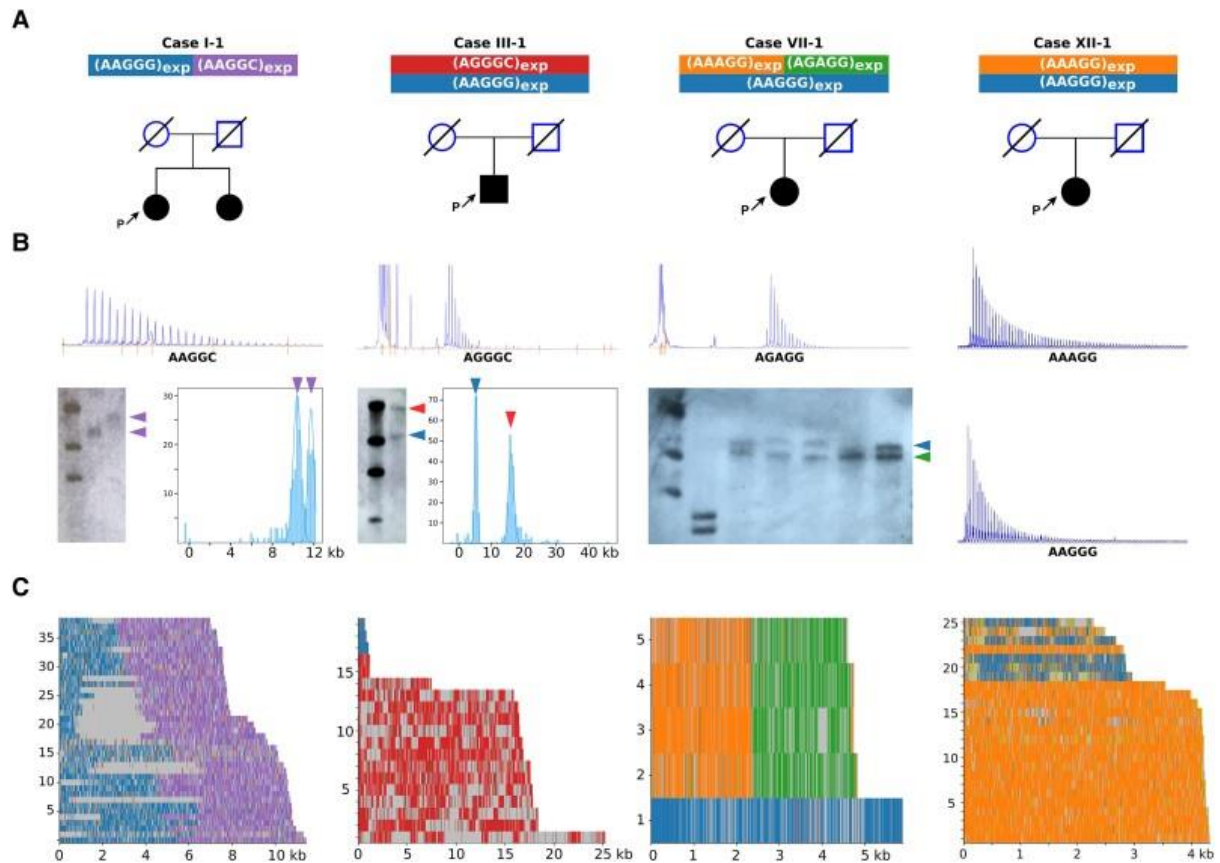 A
Case I-1
(AAGGG)exp (AAGGC)exp
P
Case III-1
(AGGGC)exp
(AAGGG)exp
P
Case VII-1
(AAAGG)exp (AGAGG)exp
(AAGGG)exp
P
Case XII-1
(AAAGG)exp
(AAGGG)exp
P
B
AAGGC
30
20
10
0 4 8 12 kb
AGGGC
70
60
50
40
30
20
10
0 10 20 30 40 kb
AGAGG
AAAGG
AAGGG
C
35
30
25
20
15
10
5
0 2 4 6 8 10 kb
15
10
5
0 5 10 15 20 25 kb
5
4
3
2
1
0 1 2 3 4 5 kb
25
20
15
10
5
0 1 2 3 4 kb